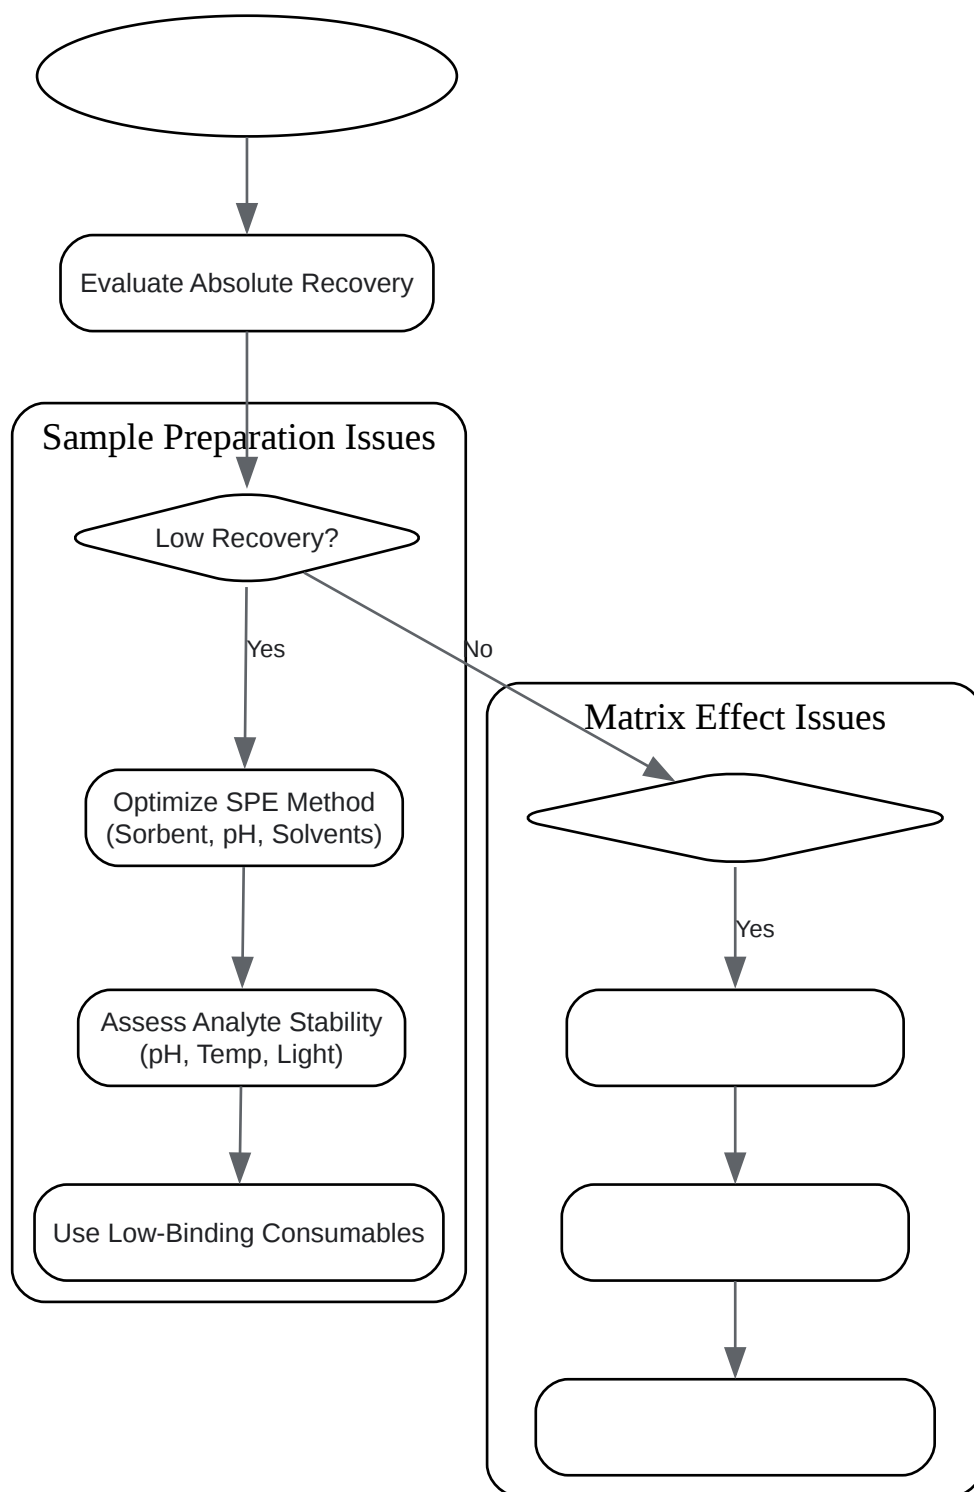 Evaluate Absolute Recovery
Sample Preparation Issues
Low Recovery?
Yes
No
Matrix Effect Issues
Optimize SPE Method
(Sorbent, pH, Solvents)
Yes
Assess Analyte Stability
(pH, Temp, Light)
Use Low-Binding Consumables